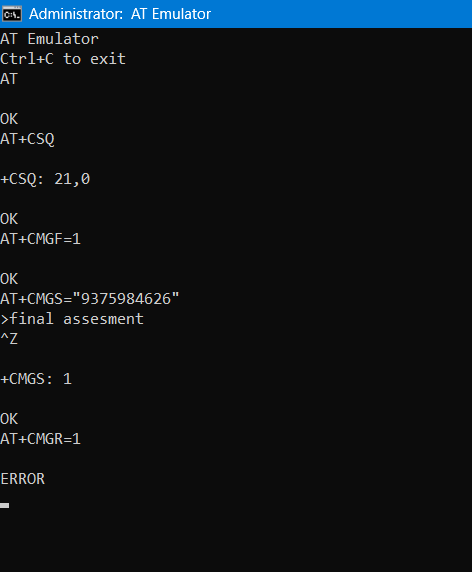 Administrator: AT Emulator
AT Emulator
Ctrl+C to exit
AT
OK
AT+CSQ
+CSQ: 21,0
OK
AT+CMGF=1
OK
AT+CMGS="9375984626"
>final assesment
^Z
+CMGS: 1
OK
AT+CMGR=1
ERROR